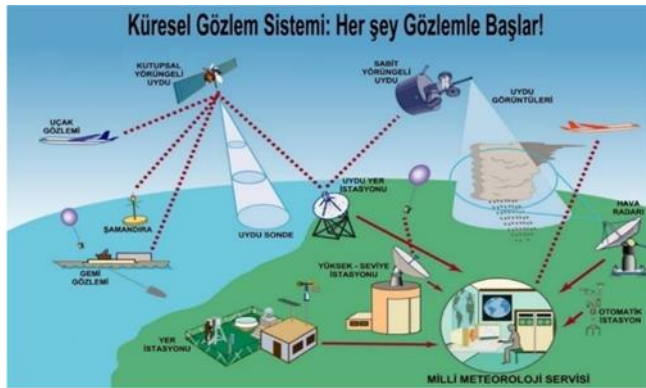 Küresel Gözlem Sistemi: Her şey Gözlemle Başlar!
KUTUPSAL
YÖRÜNGELİ
UYDU
SABİT
YÖRÜNGELİ
UYDU
UYDU
GÖRÜNTÜLERİ
UÇAK
GÖZLEMİ
UYDU YER
İSTASYONU
HAVA
RADARI
ŞAMANDIRA
UYDU SONDE
GEMİ
GÖZLEMİ
YÜKSEK - SEVİYE
İSTASYONU
OTOMATİK
İSTASYON
YER
İSTASYONU
MİLLİ METEOROLOJİ SERVİSİ